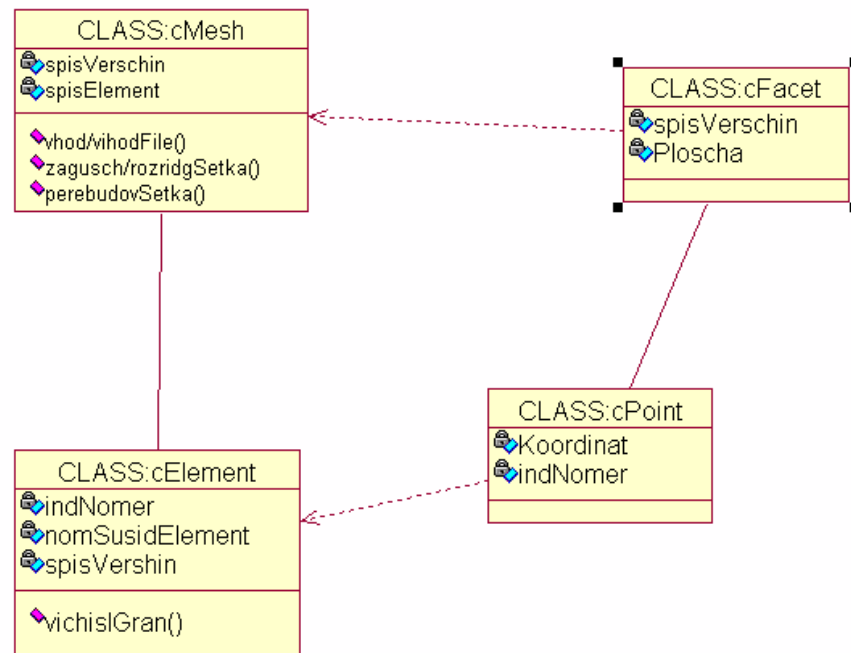 CLASS:cMesh
spisVerschin
spisElement
vhod/vihodFile()
zagusch/rozridgSetka()
perebudovSetka()
CLASS:cFacet
spisVerschin
Ploscha
CLASS:cPoint
Koordinat
indNomer
CLASS:cElement
indNomer
nomSusidElement
spisVershin
vichislGran()